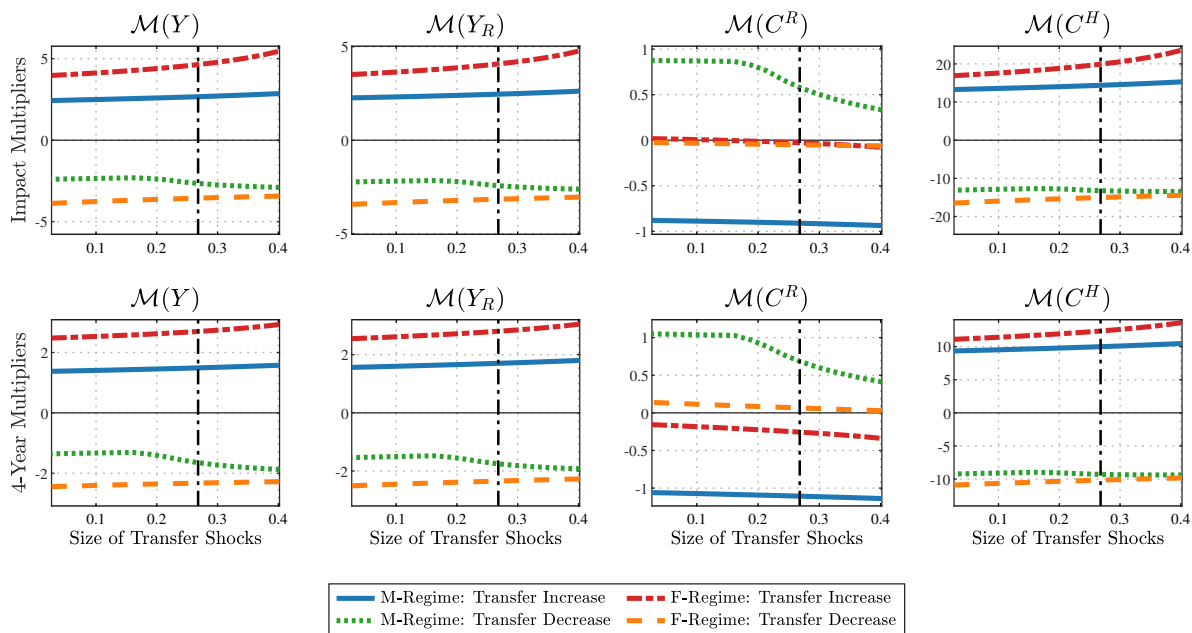 M(Y)
M(Y_R)
M(C^R)
M(C^H)
Impact Multipliers
5
0
-5
0.1 0.2 0.3 0.4
5
0
-5
0.1 0.2 0.3 0.4
1
0.5
0
-0.5
-1
0.1 0.2 0.3 0.4
20
10
0
-10
-20
0.1 0.2 0.3 0.4
M(Y)
M(Y_R)
M(C^R)
M(C^H)
4-Year Multipliers
2
0
-2
0.1 0.2 0.3 0.4
Size of Transfer Shocks
2
0
-2
0.1 0.2 0.3 0.4
Size of Transfer Shocks
1
0.5
0
-0.5
-1
0.1 0.2 0.3 0.4
Size of Transfer Shocks
10
5
0
-5
-10
0.1 0.2 0.3 0.4
Size of Transfer Shocks
M-Regime: Transfer Increase
F-Regime: Transfer Increase
M-Regime: Transfer Decrease
F-Regime: Transfer Decrease